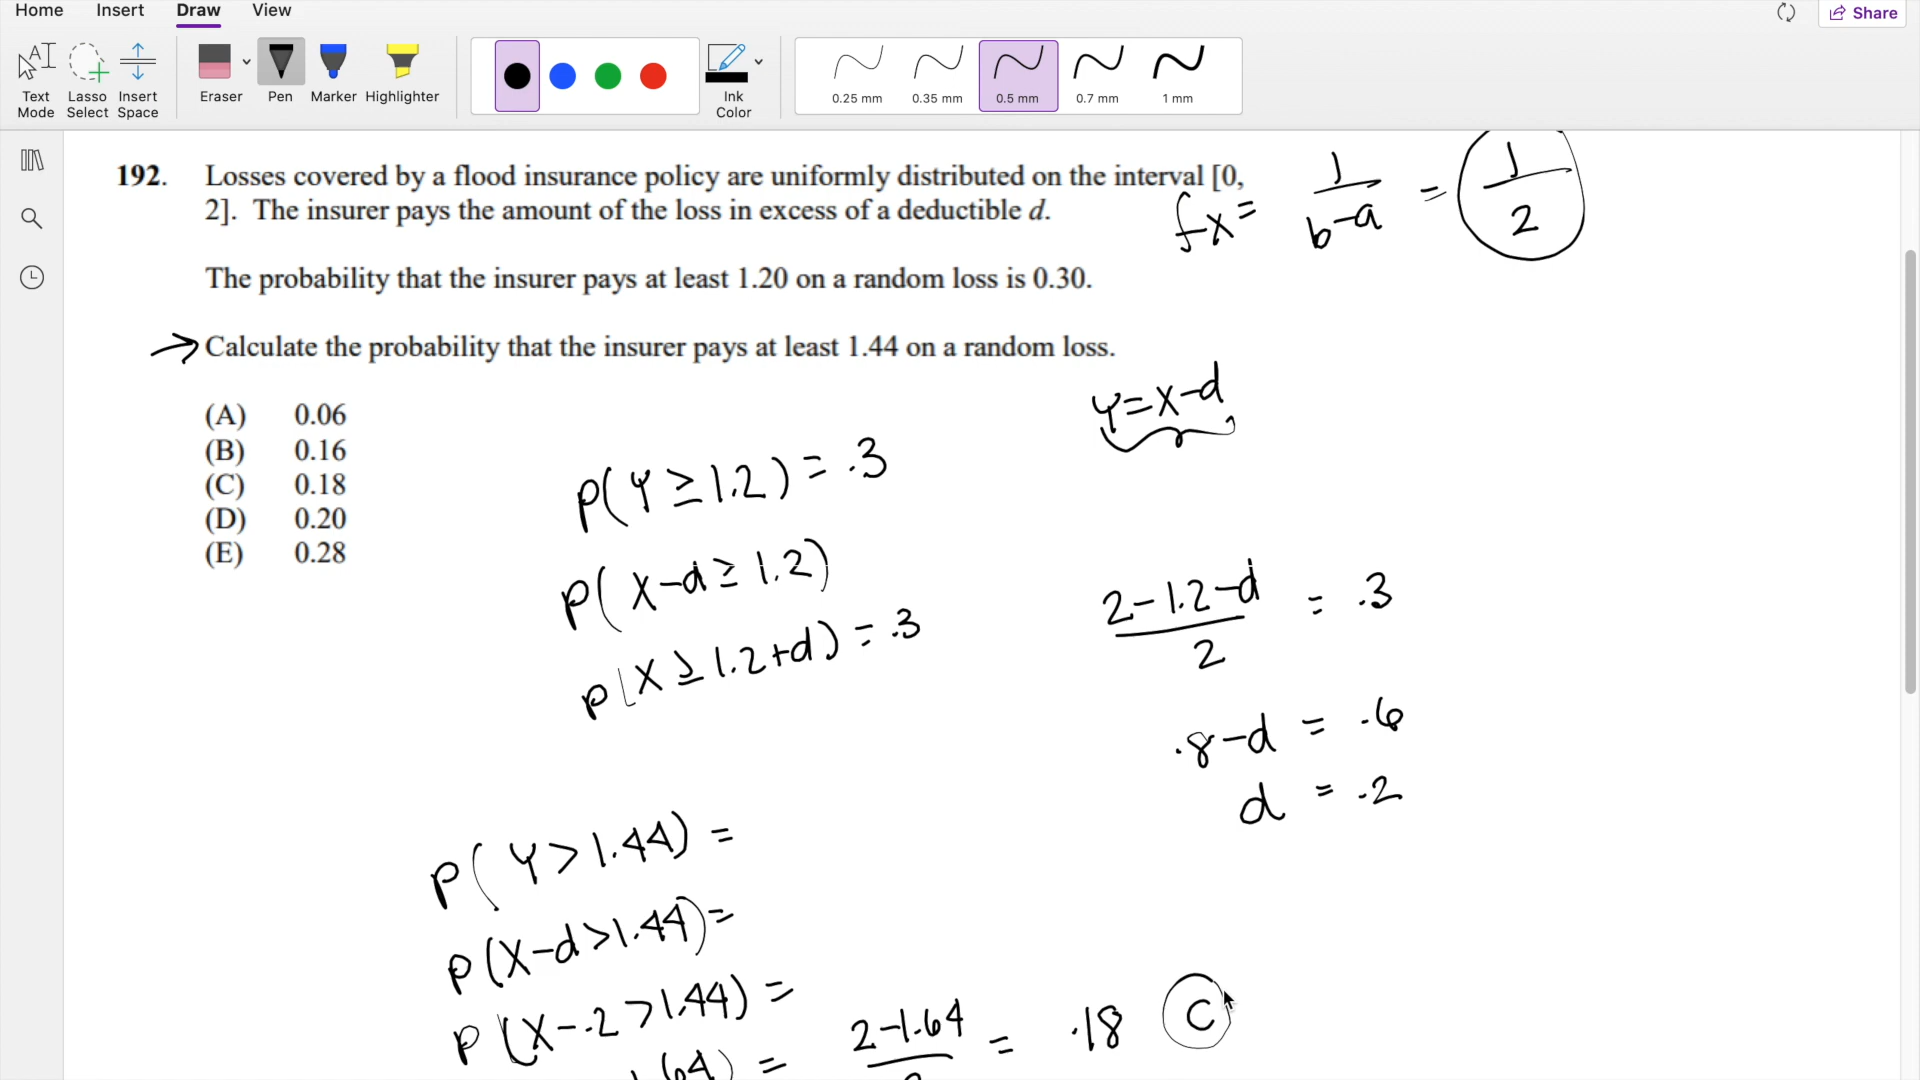 Home Insert Draw View
Share
Text Mode Lasso Select Insert Space Eraser Pen Marker Highlighter Ink Color 0.25 mm 0.35 mm 0.5 mm 0.7 mm 1 mm
192. Losses covered by a flood insurance policy are uniformly distributed on the interval [0,
2]. The insurer pays the amount of the loss in excess of a deductible d.
fx = 1/b-a = 1/2
The probability that the insurer pays at least 1.20 on a random loss is 0.30.
→ Calculate the probability that the insurer pays at least 1.44 on a random loss.
(A) 0.06
(B) 0.16
(C) 0.18
(D) 0.20
(E) 0.28
Y=X-d
P(Y ≥ 1.2) = .3
P(X-d ≥ 1.2)
P(X ≥ 1.2+d) = .3
2-1.2-d/2 = .3
.8-d = .6
d = .2
P(Y > 1.44) =
P(X-d > 1.44) =
P(X-.2 > 1.44) =
1.64) = 2-1.64 = .18 C